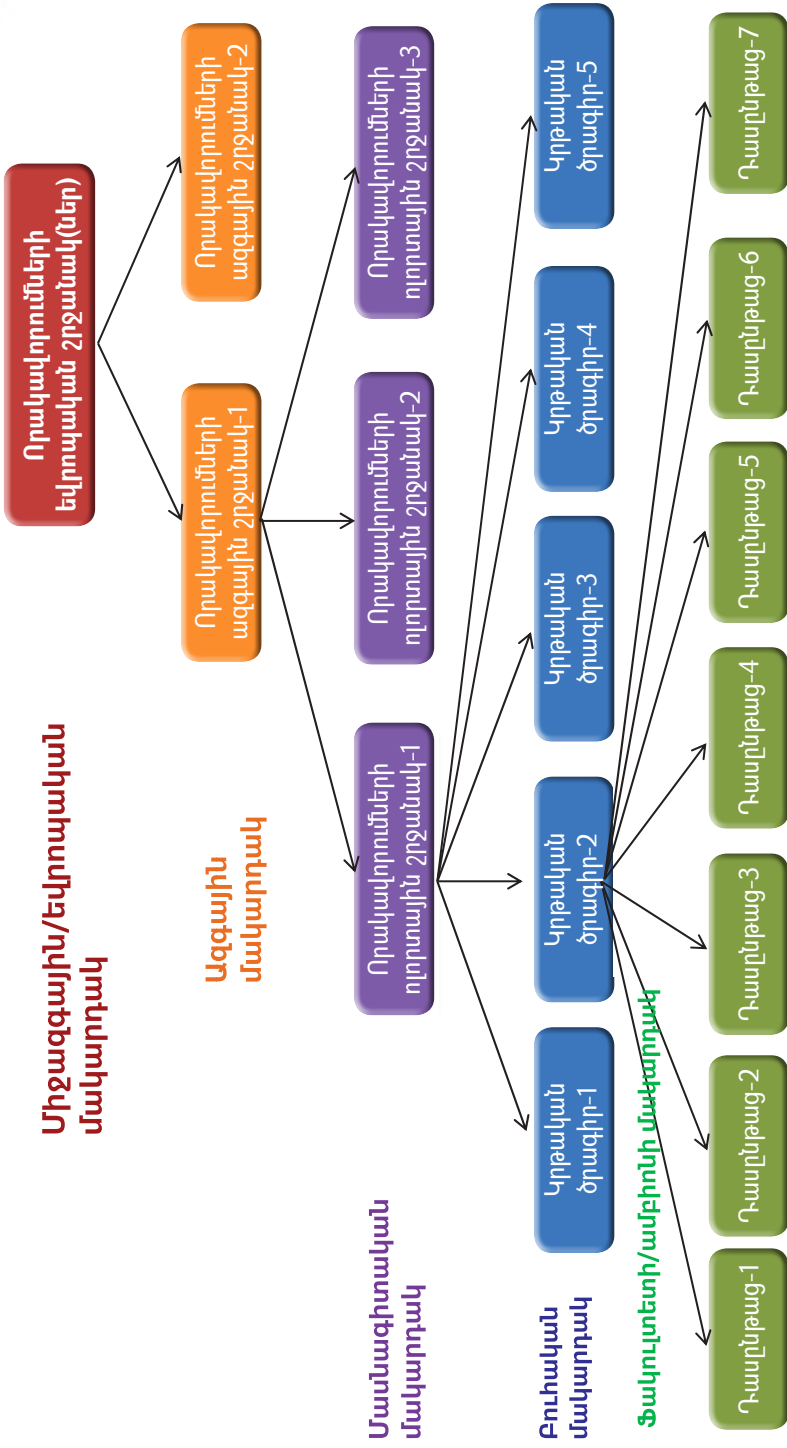 Միջազգային/եվրոպական
մակարդակ
Որակավորումների
եվրոպական շրջանակ(ներ)
Ազգային
մակարդակ
Որակավորումների
ազգային շրջանակ-1
Որակավորումների
ազգային շրջանակ-2
Մասնագիտական
մակարդակ
Որակավորումների
ոլորտային շրջանակ-1
Որակավորումների
ոլորտային շրջանակ-2
Որակավորումների
ոլորտային շրջանակ-3
Բուհական
մակարդակ
Կրթական
ծրագիր-1
Կրթական
ծրագիր-2
Կրթական
ծրագիր-3
Կրթական
ծրագիր-4
Կրթական
ծրագիր-5
Ֆակուլտետի/ամբիոնի մակարդակ
Դասընթաց-1
Դասընթաց-2
Դասընթաց-3
Դասընթաց-4
Դասընթաց-5
Դասընթաց-6
Դասընթաց-7